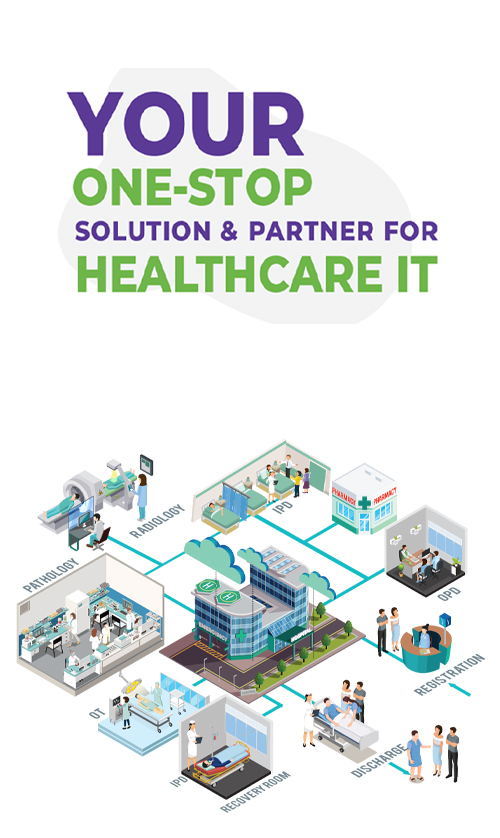 YOUR
ONE-STOP
SOLUTION & PARTNER FOR
HEALTHCARE IT
RADIOLOGY
IPD
PHARMACY
PHARMACY
PATHOLOGY
OPD
REGISTRATION
OT
IPD
RECOVERY ROOM
DISCHARGE
H
H